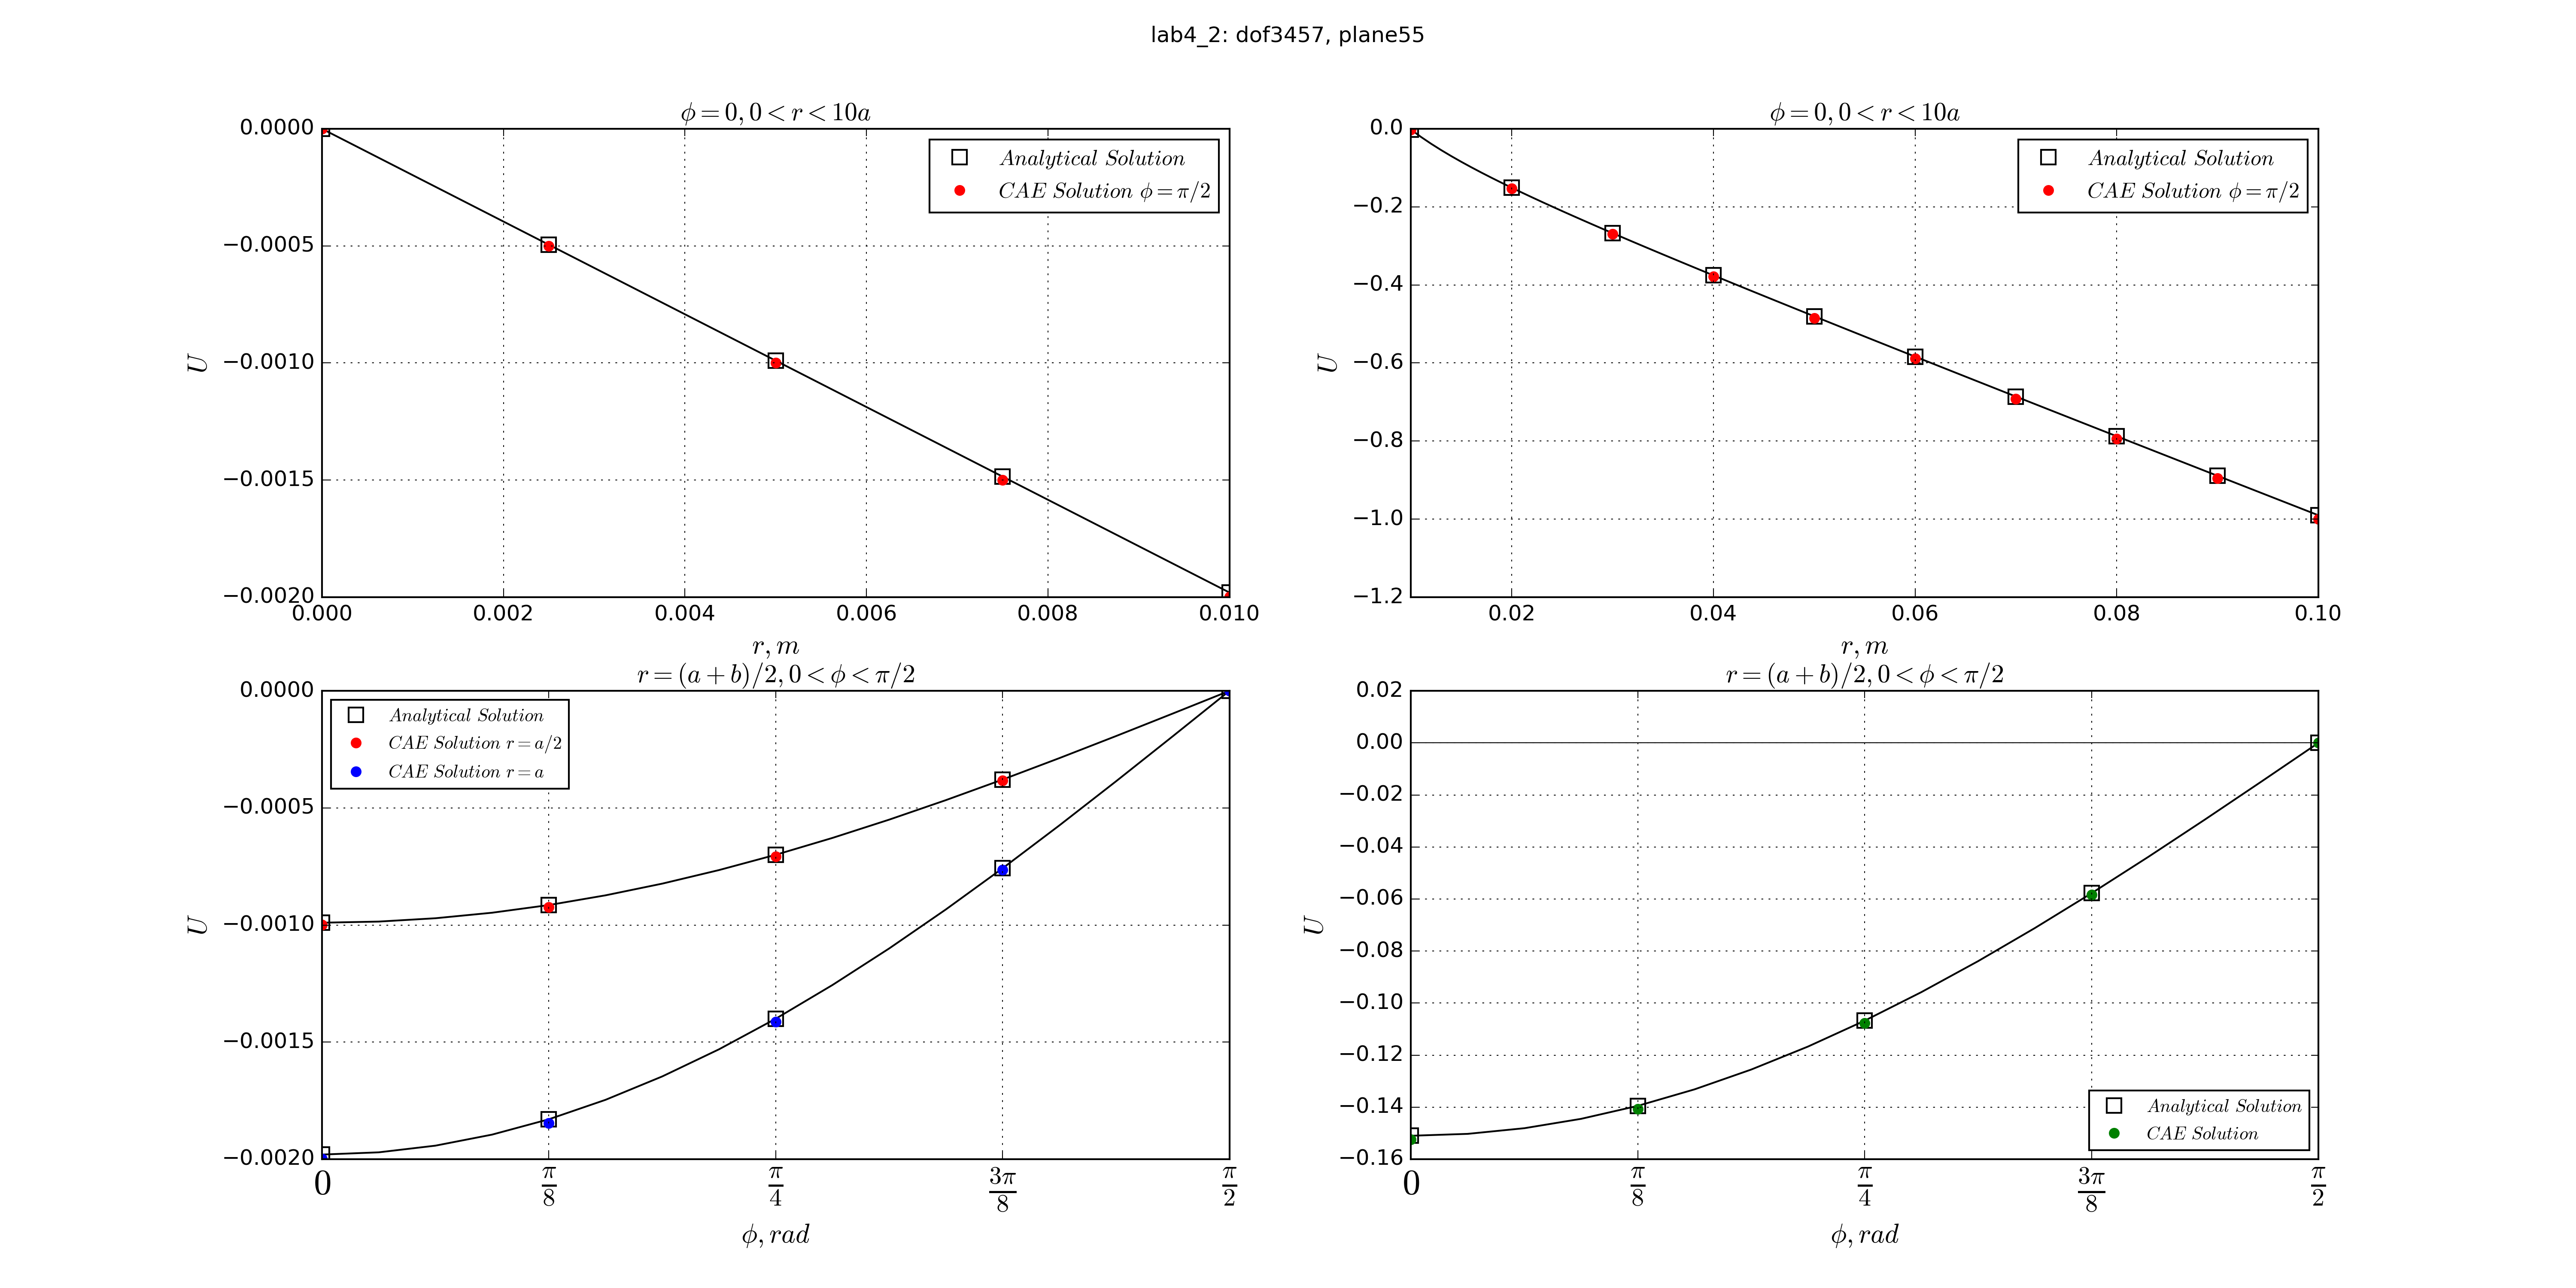 lab4_2: dof3457, plane55
ϕ = 0, 0 < r < 10a
0.0000
−0.0005
−0.0010
−0.0015
−0.0020
U
Analytical Solution
CAE Solution ϕ = π/2
0.000 0.002 0.004 0.006 0.008 0.010
r, m
ϕ = 0, 0 < r < 10a
0.0
−0.2
−0.4
−0.6
−0.8
−1.0
−1.2
U
Analytical Solution
CAE Solution ϕ = π/2
0.02 0.04 0.06 0.08 0.10
r, m
r = (a + b)/2, 0 < ϕ < π/2
0.0000
−0.0005
−0.0010
−0.0015
−0.0020
U
Analytical Solution
CAE Solution r = a/2
CAE Solution r = a
0 π/8 π/4 3π/8 π/2
ϕ, rad
r = (a + b)/2, 0 < ϕ < π/2
0.02
0.00
−0.02
−0.04
−0.06
−0.08
−0.10
−0.12
−0.14
−0.16
U
Analytical Solution
CAE Solution
0 π/8 π/4 3π/8 π/2
ϕ, rad